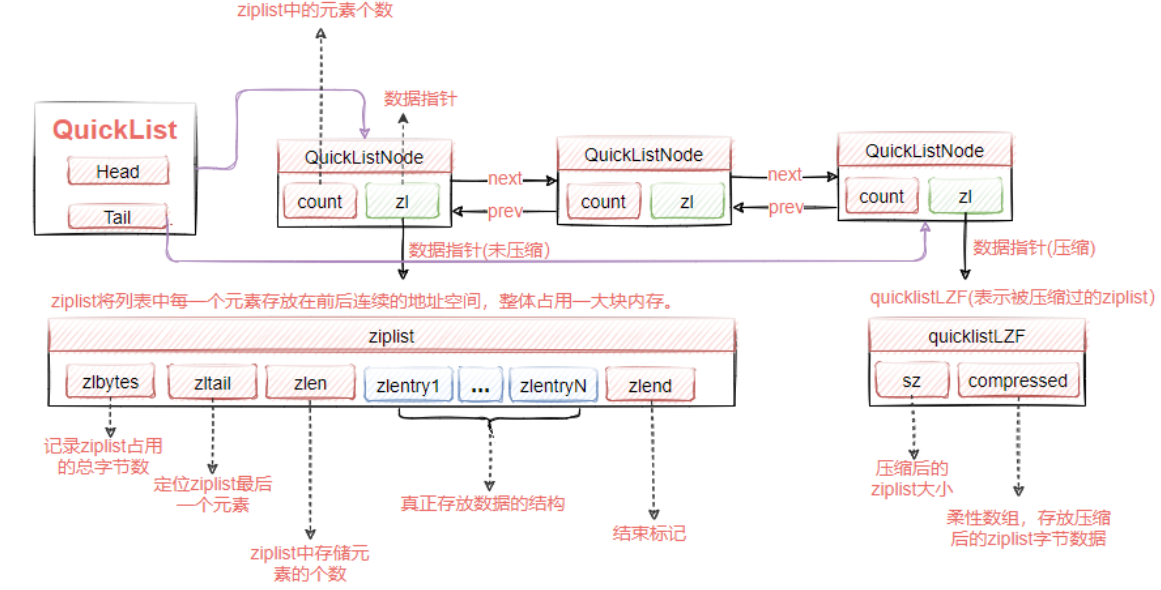 ziplist中的元素个数
数据指针
QuickList
Head
Tail
QuickListNode
count
zl
next
prev
QuickListNode
count
zl
next
prev
QuickListNode
count
zl
数据指针(未压缩)
数据指针(压缩)
ziplist将列表中每一个元素存放在前后连续的地址空间，整体占用一大块内存。
quicklistLZF(表示被压缩过的ziplist)
ziplist
zlbytes
zltail
zlen
zlentry1
...
zlentryN
zlend
quicklistLZF
sz
compressed
记录ziplist占用
的总字节数
定位ziplist最后
一个元素
ziplist中存储元
素的个数
真正存放数据的结构
结束标记
压缩后的
ziplist大小
柔性数组，存放压缩
后的ziplist字节数据